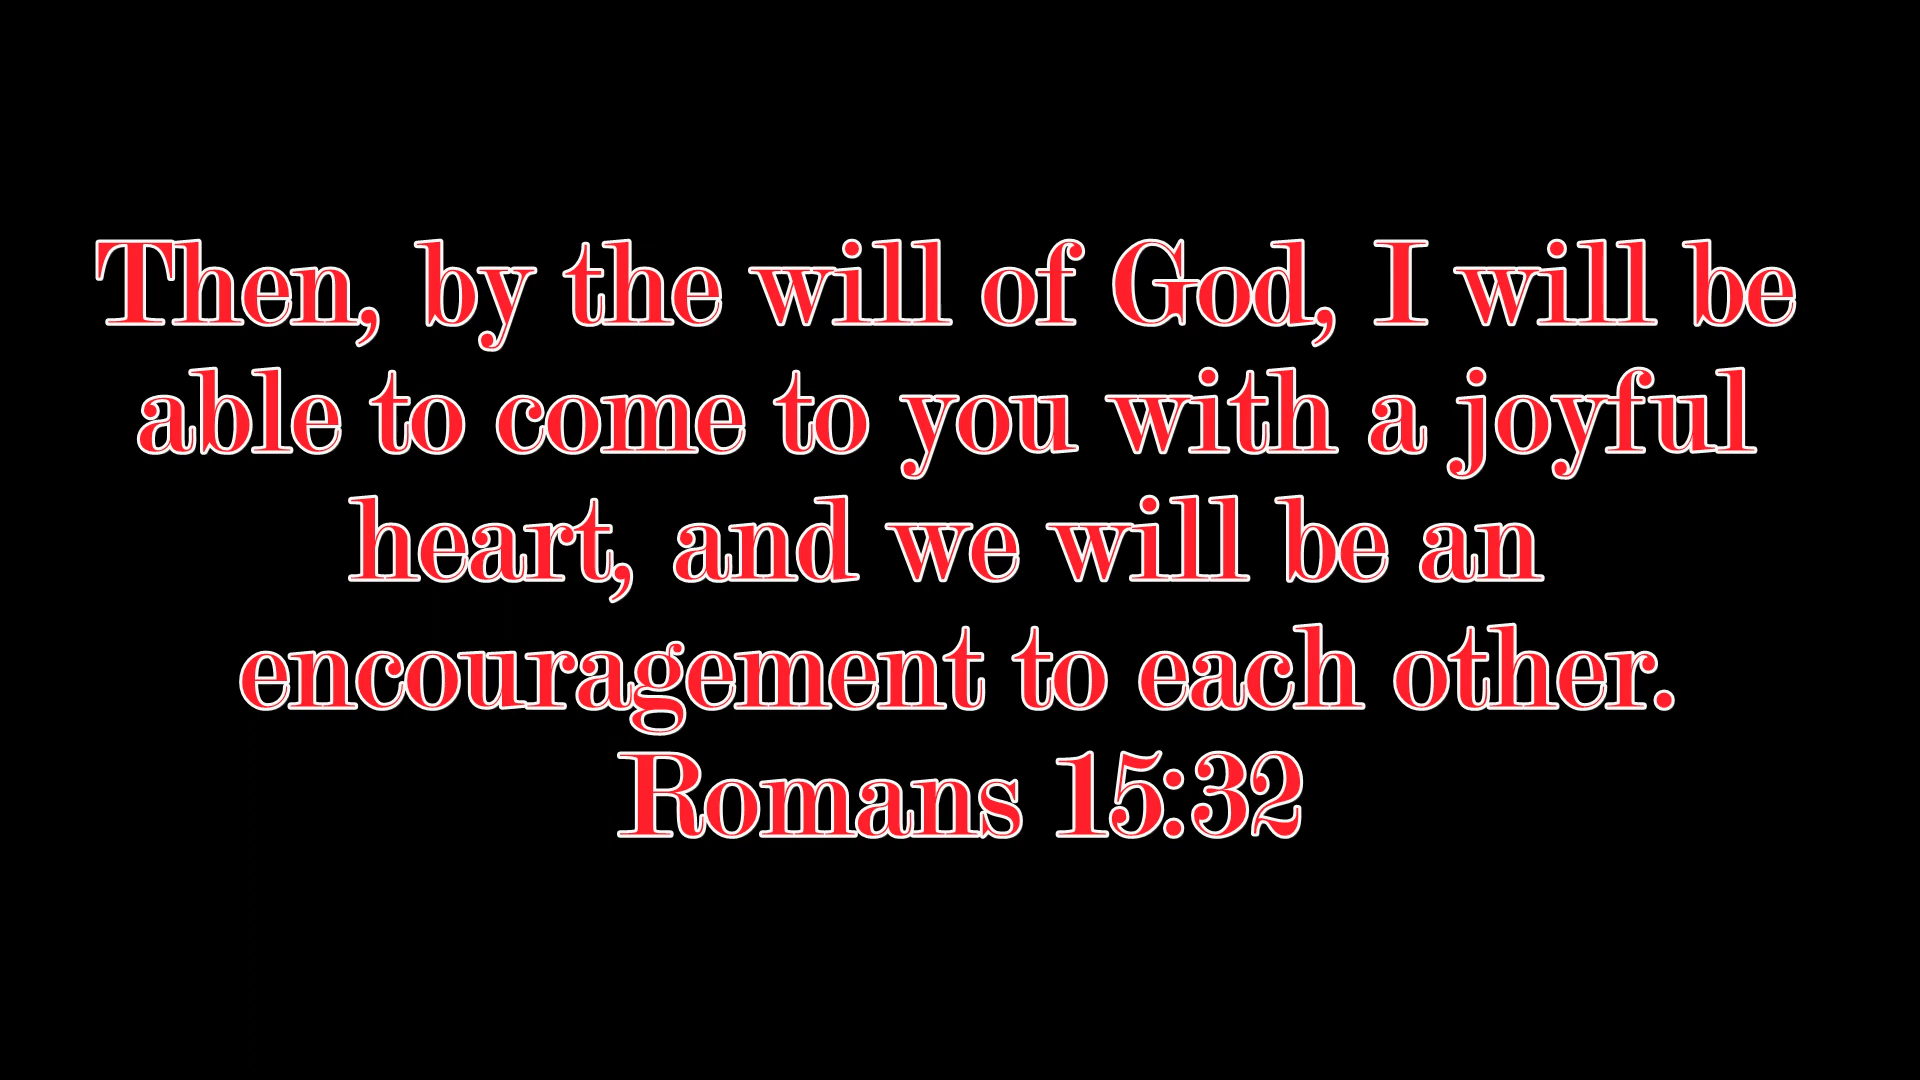 Then, by the will of God, I will be
able to come to you with a joyful
heart, and we will be an
encouragement to each other.
Romans 15:32